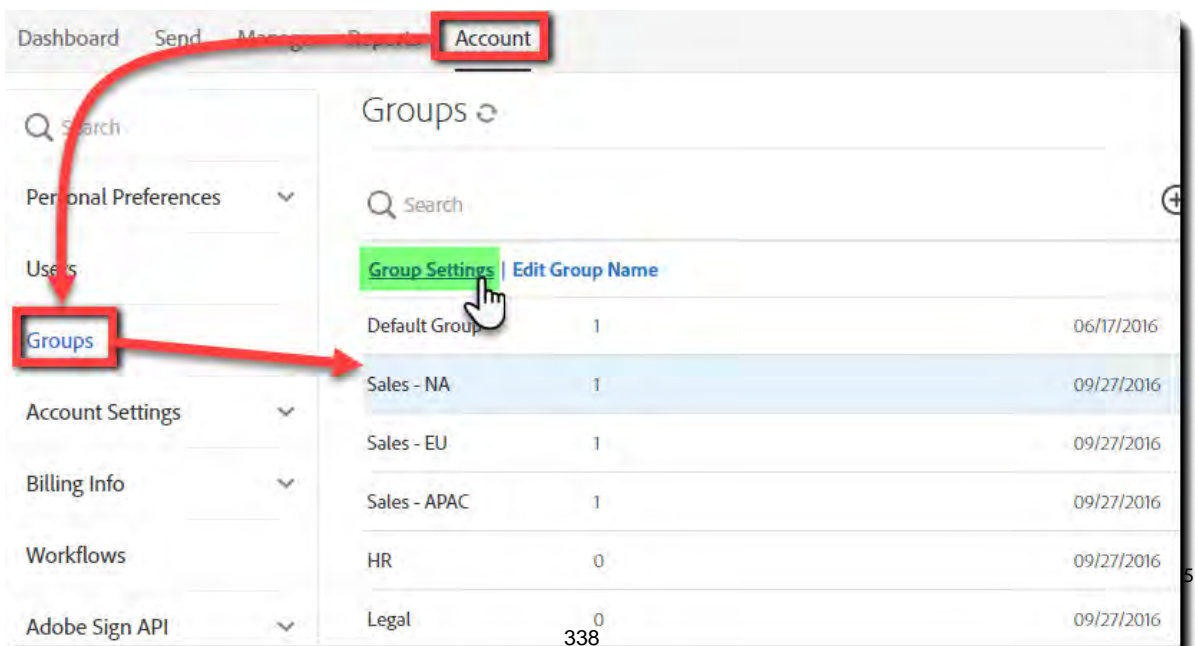 Dashboard Send Manage Reports Account
Search
Personal Preferences
Users
Groups
Account Settings
Billing Info
Workflows
Adobe Sign API
Groups
Search
Group Settings | Edit Group Name
Default Group 1 06/17/2016
Sales - NA 1 09/27/2016
Sales - EU 1 09/27/2016
Sales - APAC 1 09/27/2016
HR 0 09/27/2016
Legal 0 09/27/2016
5
338